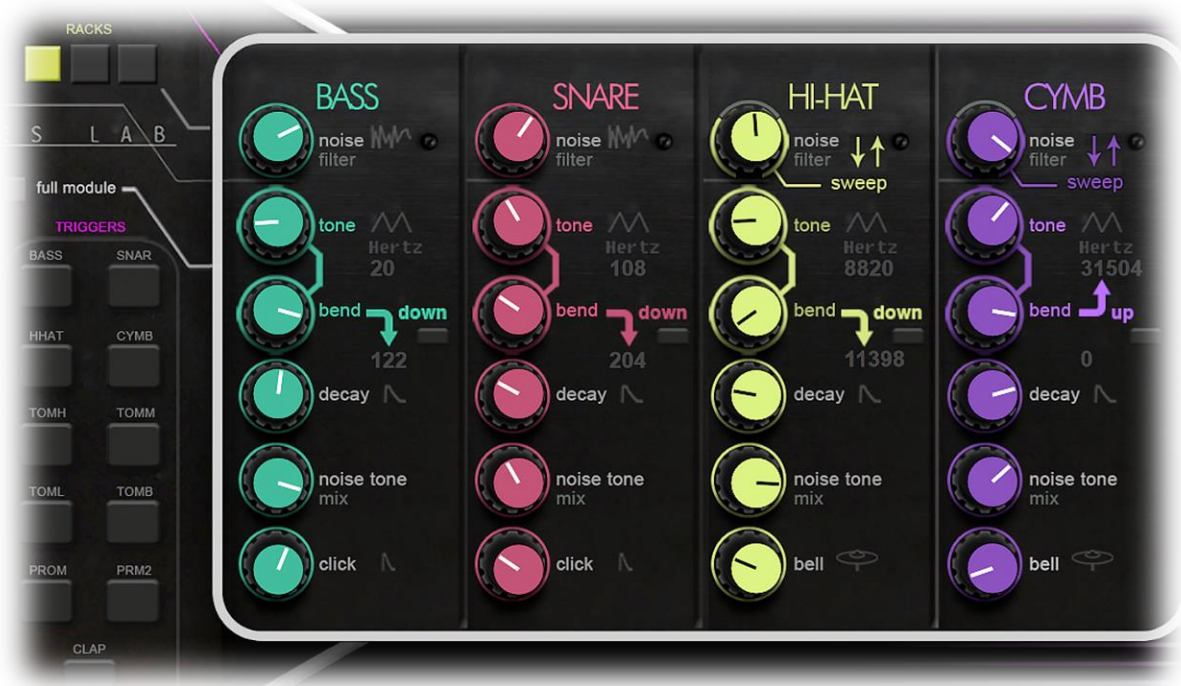 RACKS
E S L A B
full module
TRIGGERS
BASS SNAR
HHAT CYMB
TOMH TOMM
TOML TOMB
PROM PRM2
CLAP
BASS
noise
filter
tone
Hertz
20
bend down
122
decay
noise tone
mix
click
SNARE
noise
filter
tone
Hertz
108
bend down
204
decay
noise tone
mix
click
HI-HAT
noise
filter
sweep
tone
Hertz
8820
bend down
11398
decay
noise tone
mix
bell
CYMB
noise
filter
sweep
tone
Hertz
31504
bend up
0
decay
noise tone
mix
bell